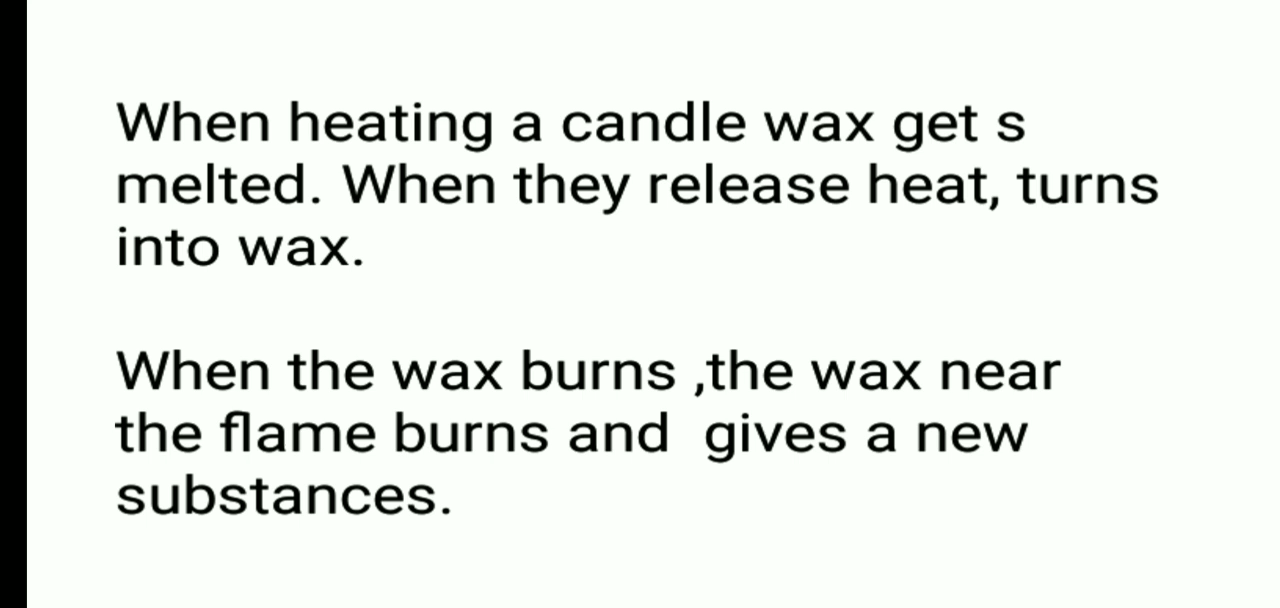 When heating a candle wax get s
melted. When they release heat, turns
into wax.
When the wax burns ,the wax near
the flame burns and  gives a new
substances.